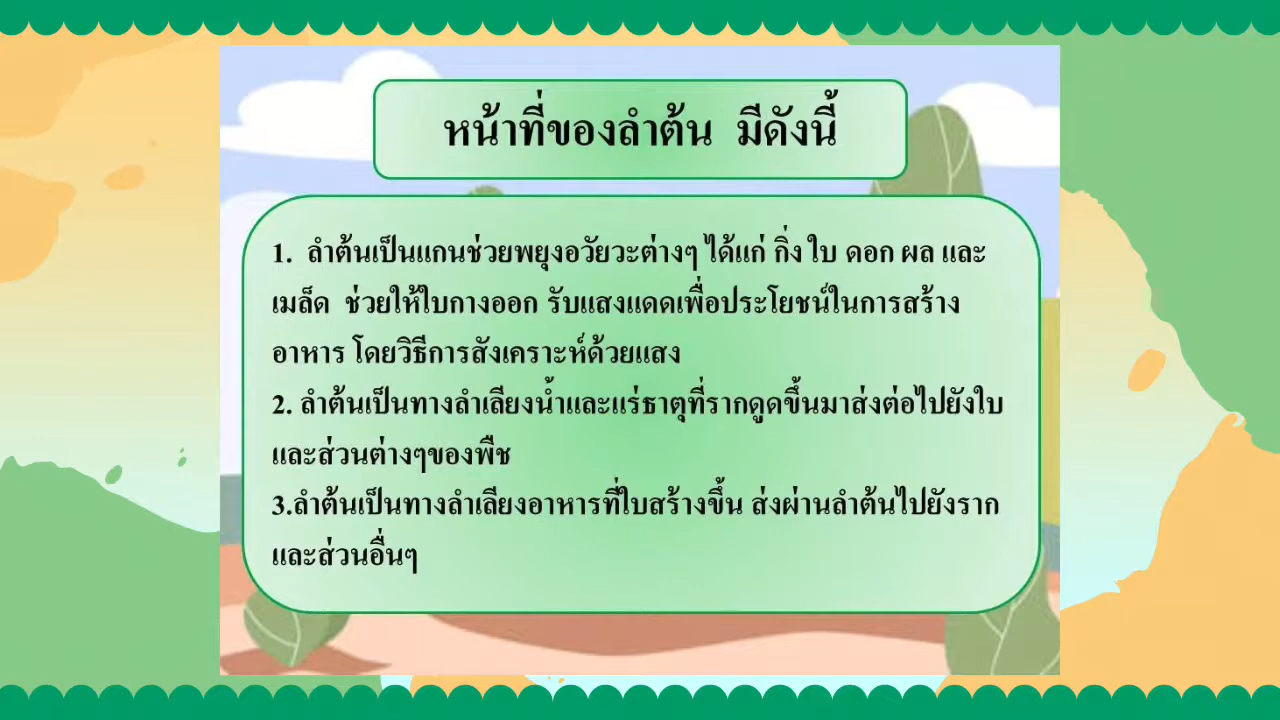 หน้าที่ของลำต้น มีดังนี้
1. ลำต้นเป็นแกนช่วยพยุงอวัยวะต่างๆ ได้แก่ กิ่ง ใบ ดอก ผล และ
เมล็ด ช่วยให้ใบกางออก รับแสงแดดเพื่อประโยชน์ในการสร้าง
อาหาร โดยวิธีการสังเคราะห์ด้วยแสง
2. ลำต้นเป็นทางลำเลียงน้ำและแร่ธาตุที่รากดูดขึ้นมาส่งต่อไปยังใบ
และส่วนต่างๆของพืช
3.ลำต้นเป็นทางลำเลียงอาหารที่ใบสร้างขึ้น ส่งผ่านลำต้นไปยังราก
และส่วนอื่นๆ